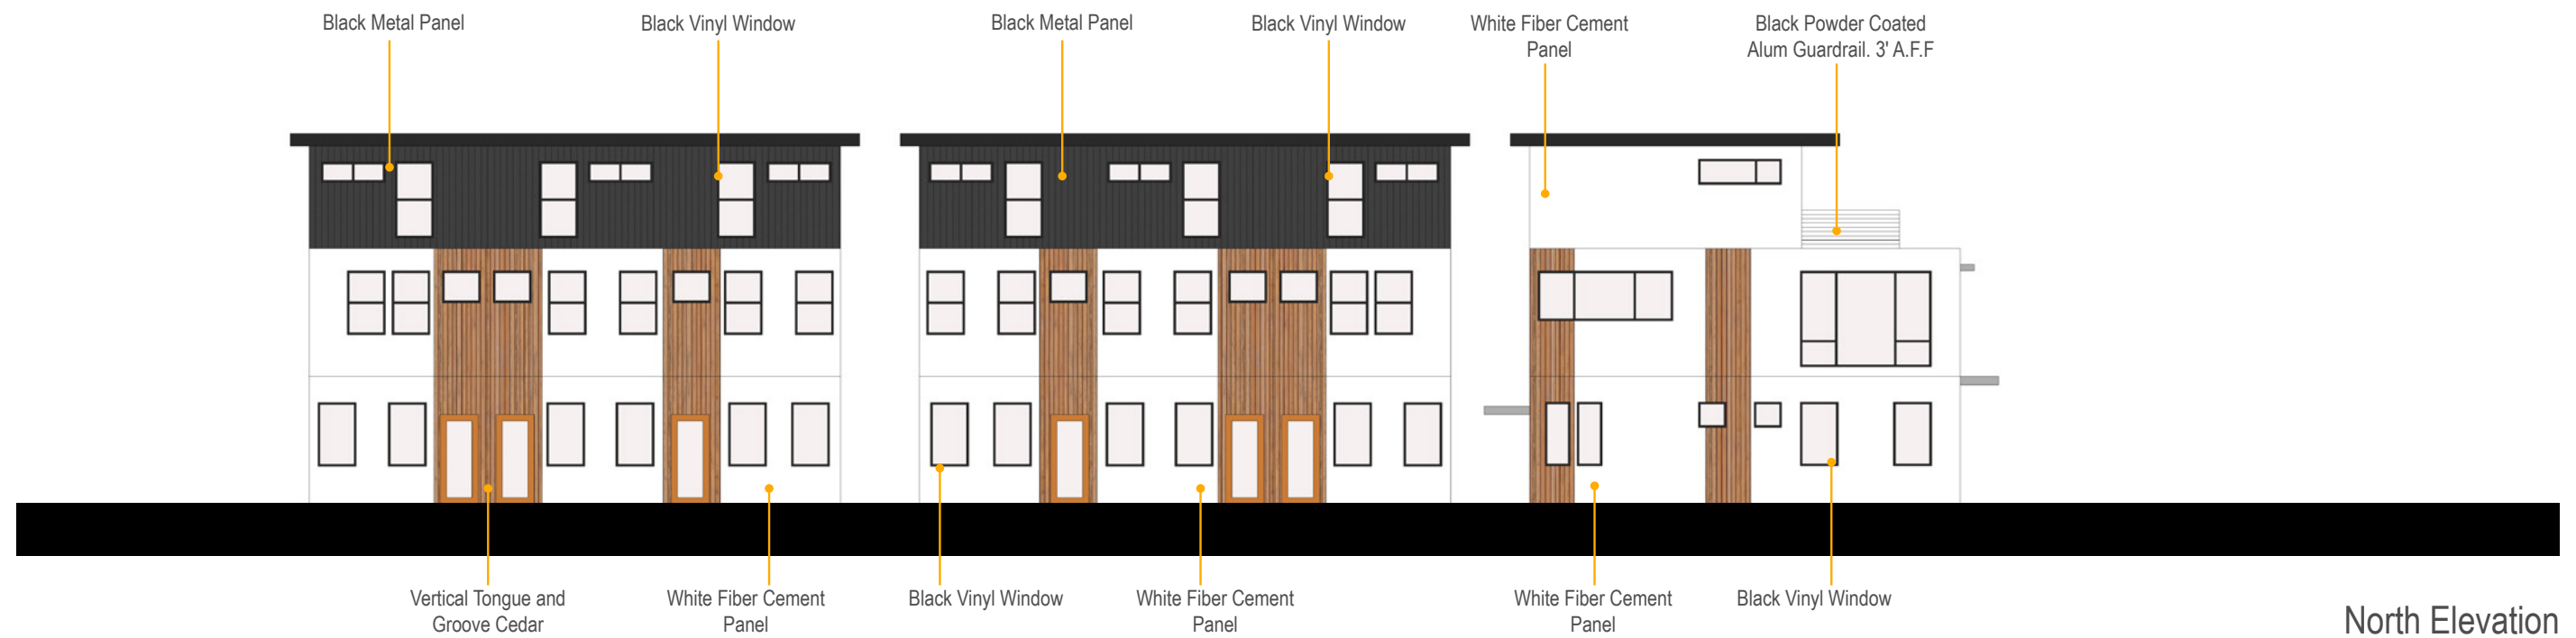 Black Metal Panel
Black Vinyl Window
Black Metal Panel
Black Vinyl Window
White Fiber Cement
Panel
Black Powder Coated
Alum Guardrail. 3' A.F.F
Vertical Tongue and
Groove Cedar
White Fiber Cement
Panel
Black Vinyl Window
White Fiber Cement
Panel
White Fiber Cement
Panel
Black Vinyl Window
North Elevation